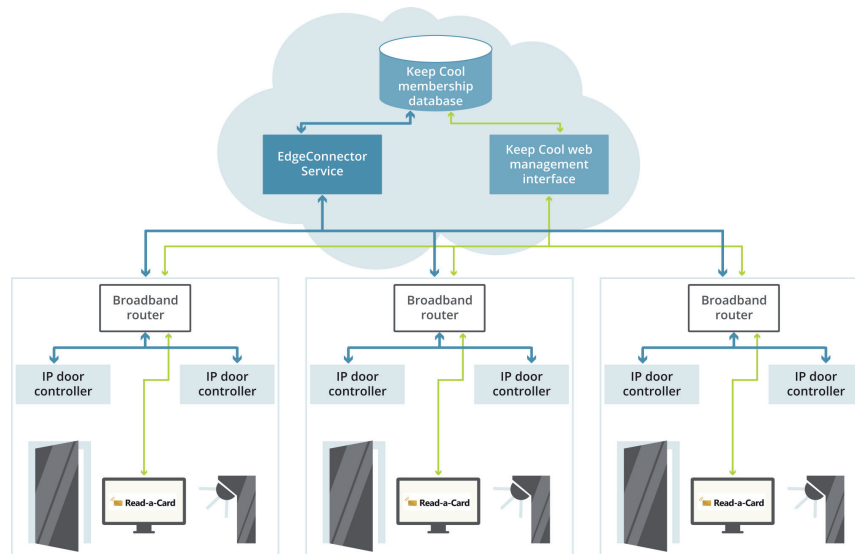 Keep Cool
membership
database
EdgeConnector
Service
Keep Cool web
management
interface
Broadband
router
Broadband
router
Broadband
router
IP door
controller
IP door
controller
IP door
controller
IP door
controller
IP door
controller
IP door
controller
Read-a-Card
Read-a-Card
Read-a-Card